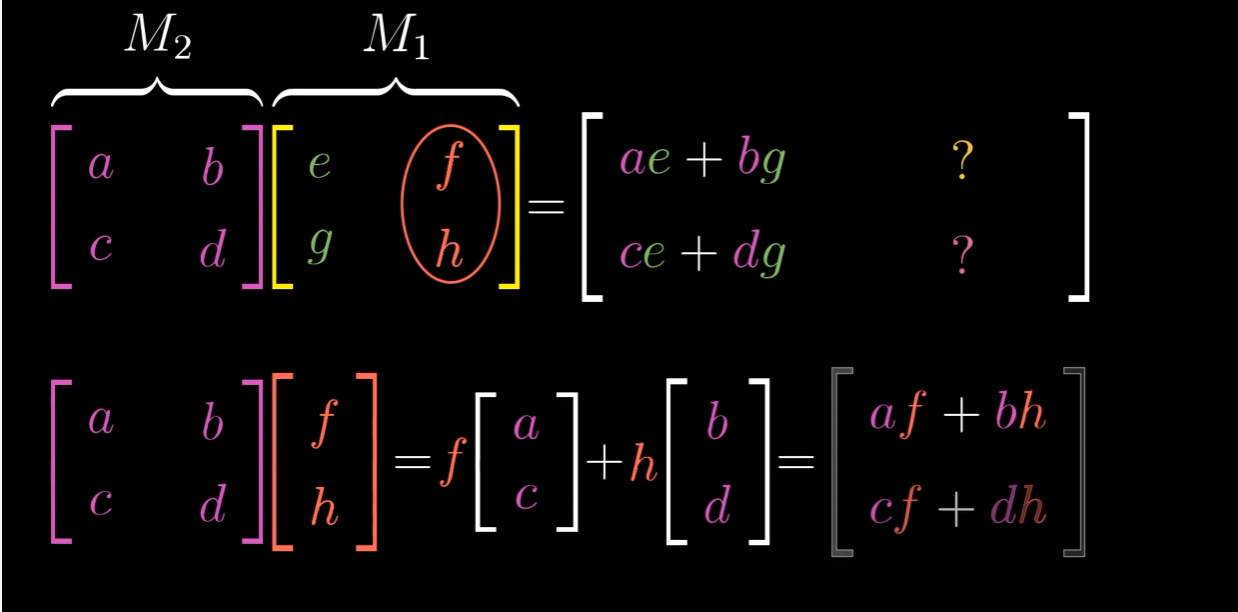 M₂ M₁
[a b; c d] [e f; g h] = [ae + bg ?; ce + dg ?]
[a b; c d] [f; h] = f [a; c] + h [b; d] = [af + bh; cf + dh]